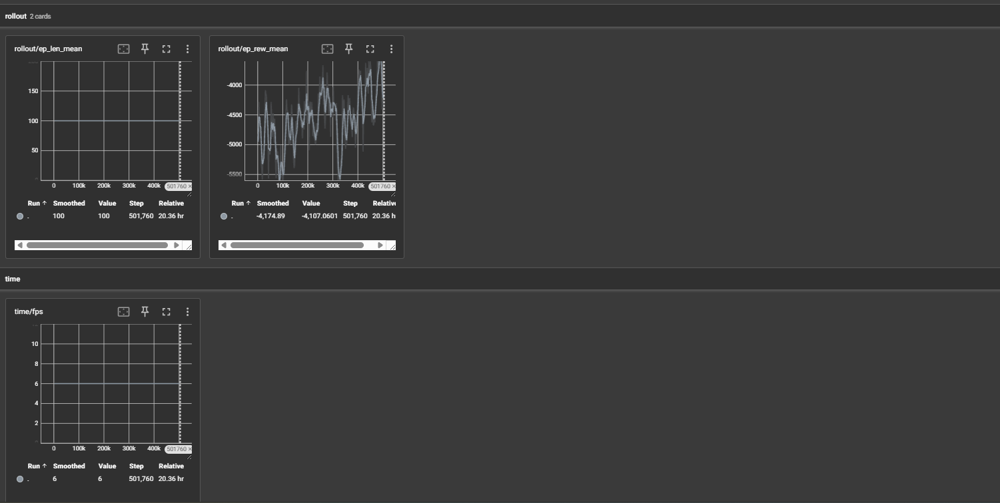 rollout 2 cards
rollout/ep_len_mean
150
100
50
0 100k 200k 300k 400k 501760 ×
Run ↑ Smoothed Value Step Relative
. 100 100 501,760 20.36 hr
rollout/ep_rew_mean
-4000
-4500
-5000
-5500
0 100k 200k 300k 400k 501760 ×
Run ↑ Smoothed Value Step Relative
. -4,174.89 -4,107.0601 501,760 20.36 h
time
time/fps
10
8
6
4
2
0 100k 200k 300k 400k 501760 ×
Run ↑ Smoothed Value Step Relative
. 6 6 501,760 20.36 hr